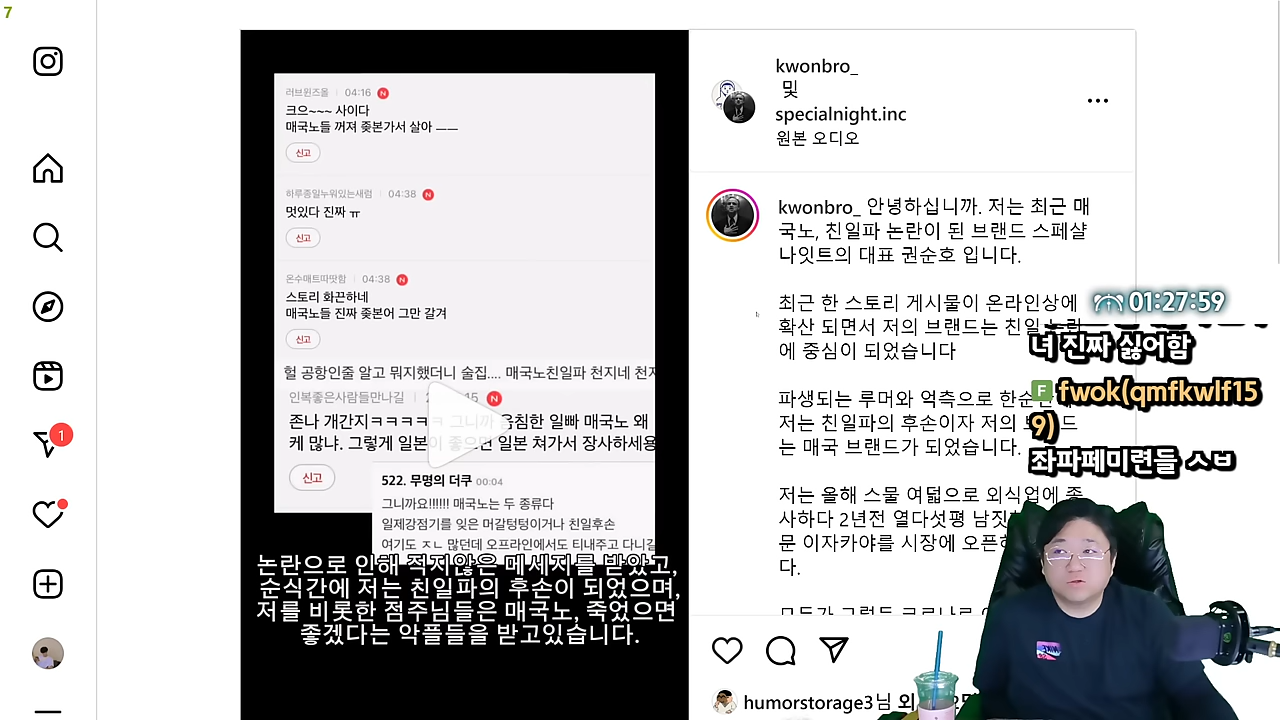 7
러브윈즈올 04:16 N
크으~~~ 사이다
매국노들 꺼져 좆본가서 살아 ㅡㅡ
신고
하루종일누워있는새럼 04:38 N
멋있다 진짜 ㅠ
신고
온수매트따땃함 04:38 N
스토리 화끈하네
매국노들 진짜 좆본어 그만 갈겨
신고
헐 공항인줄 알고 뭐지했더니 술집.... 매국노친일파 천지네 천지
인복좋은사람들만나길 N
존나 개간지ㅋㅋㅋㅋㅋ 그니까 음침한 일빠 매국노 왜
케 많냐. 그렇게 일본이 좋으면 일본 쳐가서 장사하세용
신고
522. 무명의 더쿠 00:04
그니까요!!!!!! 매국노는 두 종류다
일제강점기를 잊은 머갈텅텅이거나 친일후손
여기도 ㅈㄴ 많던데 오프라인에서도 티내주고 다니길
논란으로 인해 적지않은 메세지를 받았고,
순식간에 저는 친일파의 후손이 되었으며,
저를 비롯한 점주님들은 매국노, 죽었으면
좋겠다는 악플들을 받고있습니다.
kwonbro_
및
specialnight.inc
원본 오디오
kwonbro_ 안녕하십니까. 저는 최근 매
국노, 친일파 논란이 된 브랜드 스페샬
나잇트의 대표 권순호 입니다.
최근 한 스토리 게시물이 온라인상에
확산 되면서 저의 브랜드는 친일 논란
에 중심이 되었습니다
파생되는 루머와 억측으로 한순간에
저는 친일파의 후손이자 저의 브랜드
는 매국 브랜드가 되었습니다.
저는 올해 스물 여덟으로 외식업에 종
사하다 2년전 열다섯평 남짓
문 이자카야를 시장에 오픈
다.
01:27:59
녀 진짜 싫어함
F fwok(qmfkwlf15
9)
좌파페미련들 ㅅㅂ
1
humorstorage3님 외